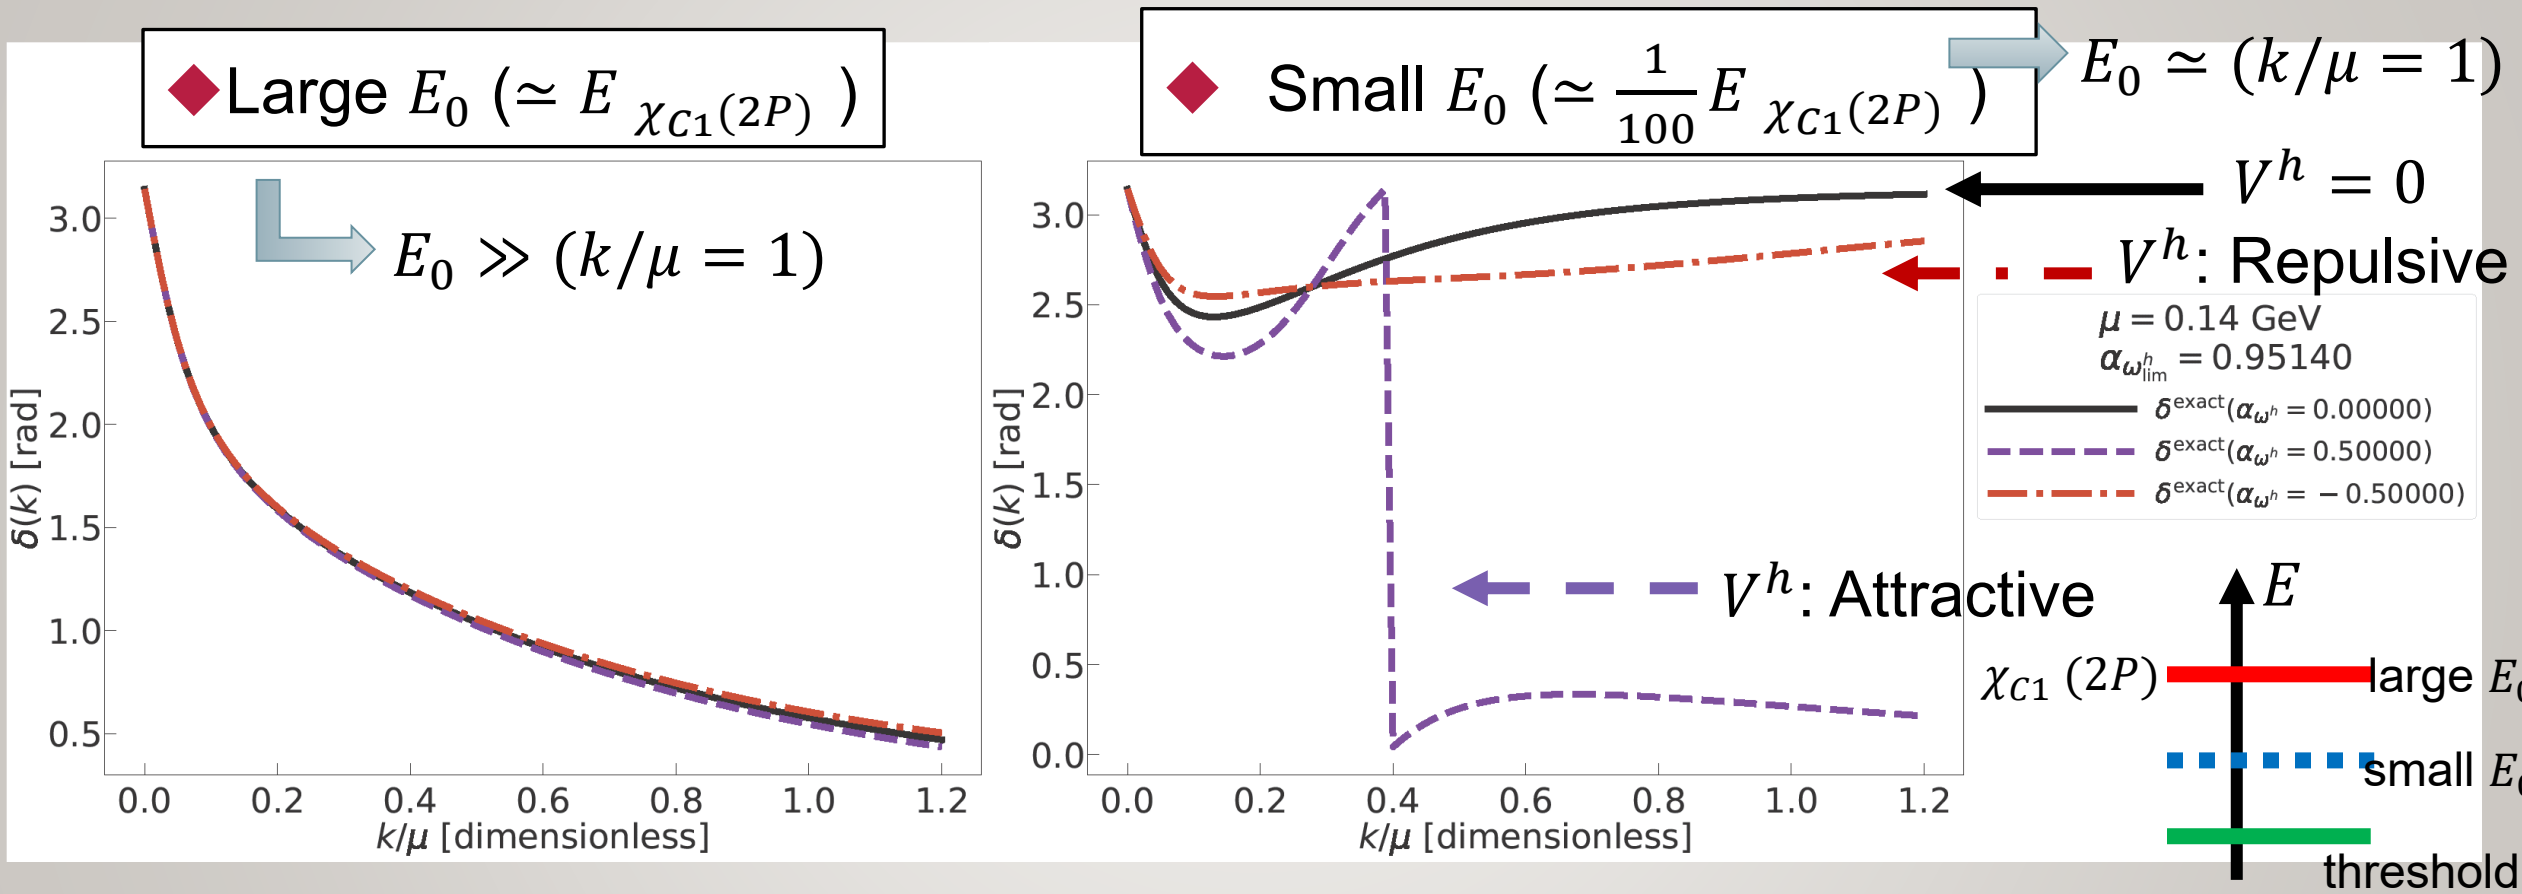 Large E₀ (≃ E χ_C1(2P) )
Small E₀ (≃ 1/100 E χ_C1(2P) )
E₀ ≃ (k/μ = 1)
E₀ ≫ (k/μ = 1)
V^h = 0
V^h: Repulsive
μ = 0.14 GeV
α_ω^h_lim = 0.95140
δ^exact(α_ω^h = 0.00000)
δ^exact(α_ω^h = 0.50000)
δ^exact(α_ω^h = − 0.50000)
V^h: Attractive
δ(k) [rad]
3.0
2.5
2.0
1.5
1.0
0.5
0.0 0.2 0.4 0.6 0.8 1.0 1.2
k/μ [dimensionless]
δ(k) [rad]
3.0
2.5
2.0
1.5
1.0
0.5
0.0
0.0 0.2 0.4 0.6 0.8 1.0 1.2
k/μ [dimensionless]
E
χ_C1 (2P)
large E₀
small E₀
threshold